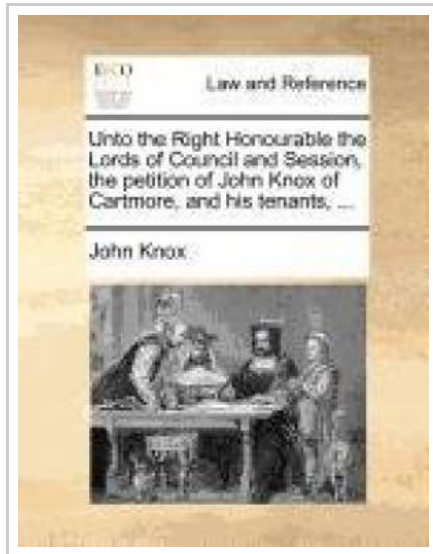 ECCO
Law and Reference
Unto the Right Honourable the
Lords of Council and Session,
the petition of John Knox of
Cartmore, and his tenants, ...
John Knox